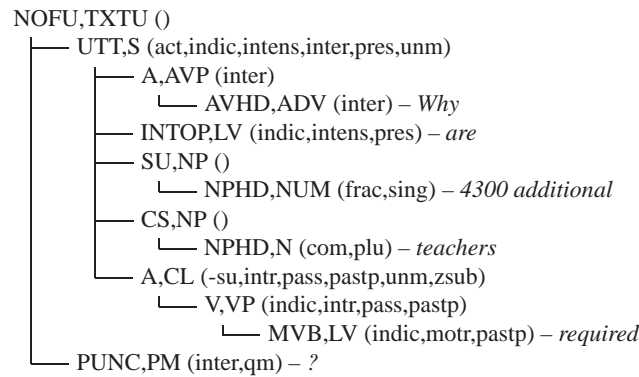 NOFU,TXTU ()
UTT,S (act,indic,intens,inter,pres,unm)
A,AVP (inter)
AVHD,ADV (inter) – Why
INTOP,LV (indic,intens,pres) – are
SU,NP ()
NPHD,NUM (frac,sing) – 4300 additional
CS,NP ()
NPHD,N (com,plu) – teachers
A,CL (-su,intr,pass,pastp,unm,zsub)
V,VP (indic,intr,pass,pastp)
MVB,LV (indic,motr,pastp) – required
PUNC,PM (inter,qm) – ?